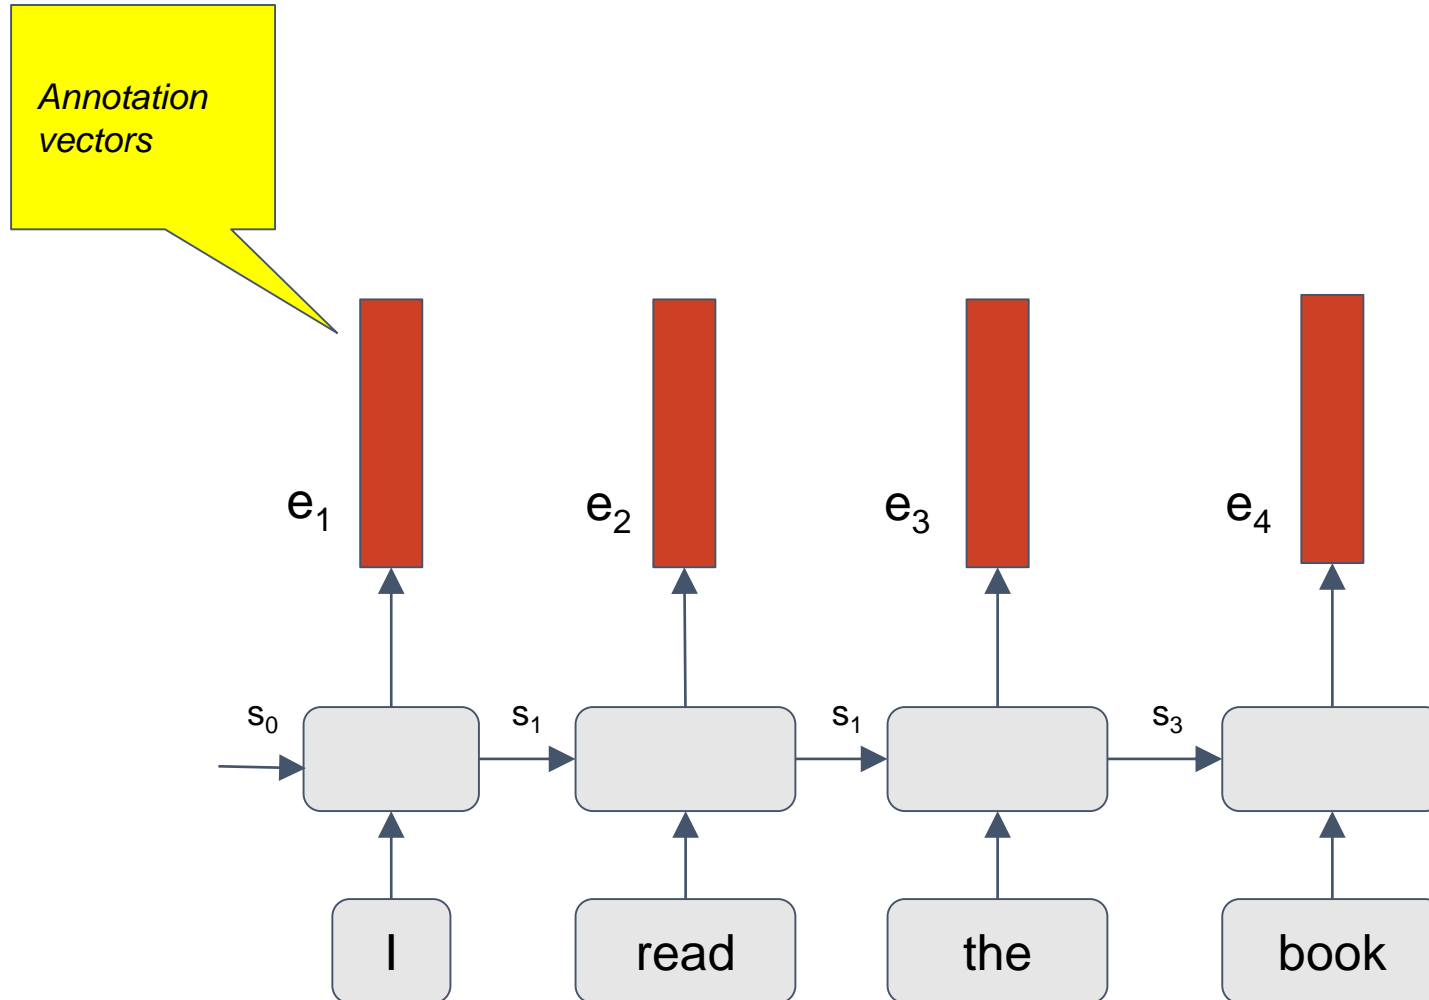 Annotation
vectors
e₁ e₂ e₃ e₄
s₀ s₁ s₁ s₃
I read the book